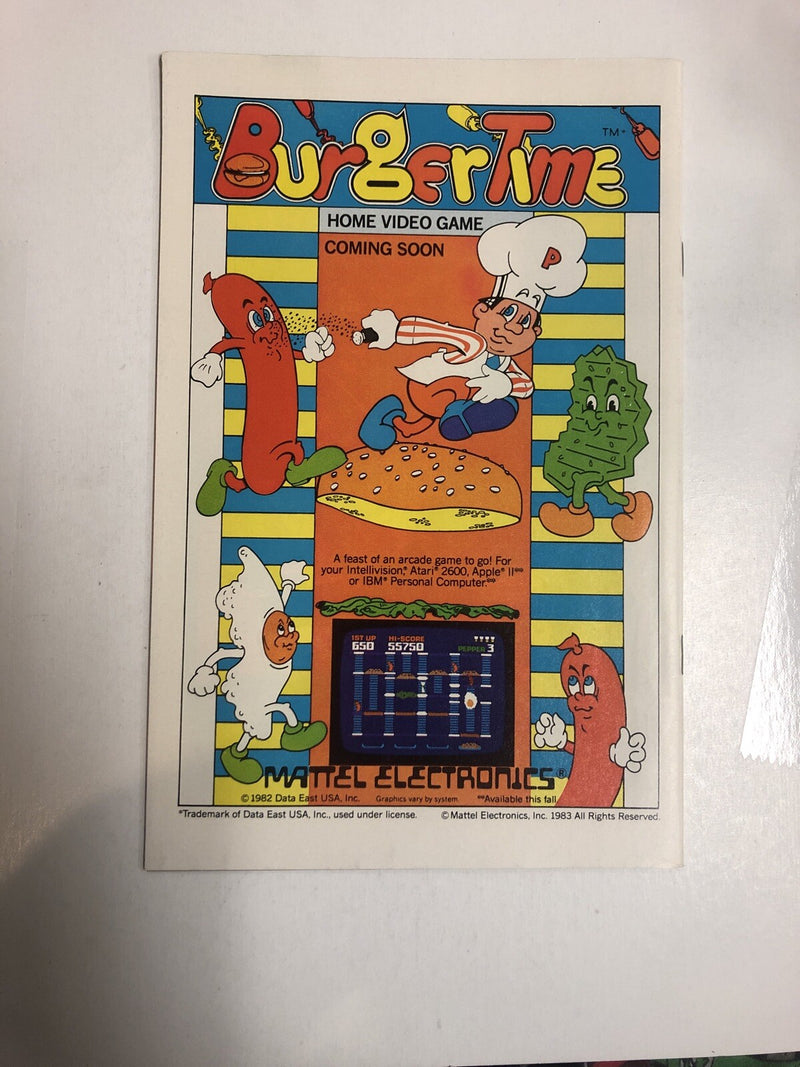 BurgerTime TM
HOME VIDEO GAME
COMING SOON
P
A feast of an arcade game to go! For
your Intellivision,® Atari® 2600, Apple® II∞
or IBM® Personal Computer.∞
1ST UP HI-SCORE
650 55750 PEPPER 3
MATTEL ELECTRONICS®
© 1982 Data East USA, Inc. Graphics vary by system. ∞Available this fall
*Trademark of Data East USA, Inc., used under license. © Mattel Electronics, Inc. 1983 All Rights Reserved.